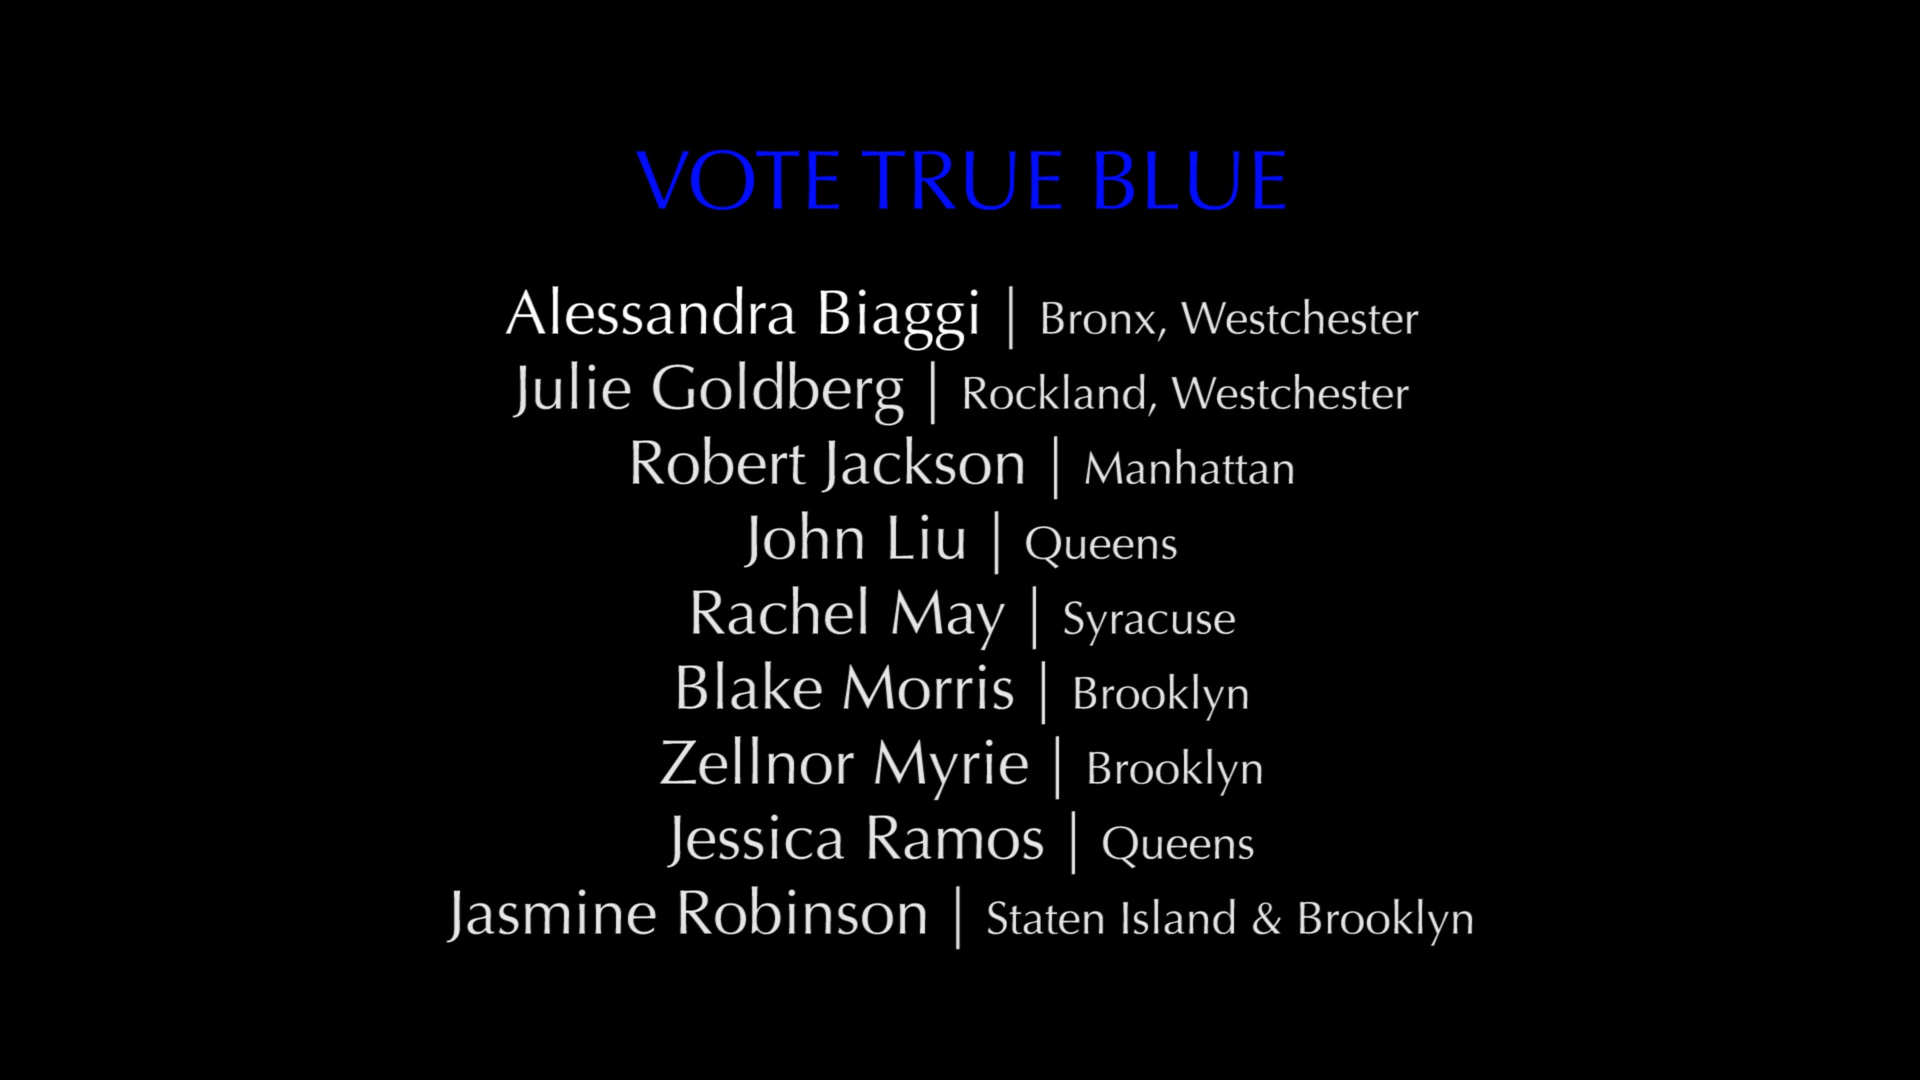 VOTE TRUE BLUE
Alessandra Biaggi | Bronx, Westchester
Julie Goldberg | Rockland, Westchester
Robert Jackson | Manhattan
John Liu | Queens
Rachel May | Syracuse
Blake Morris | Brooklyn
Zellnor Myrie | Brooklyn
Jessica Ramos | Queens
Jasmine Robinson | Staten Island & Brooklyn